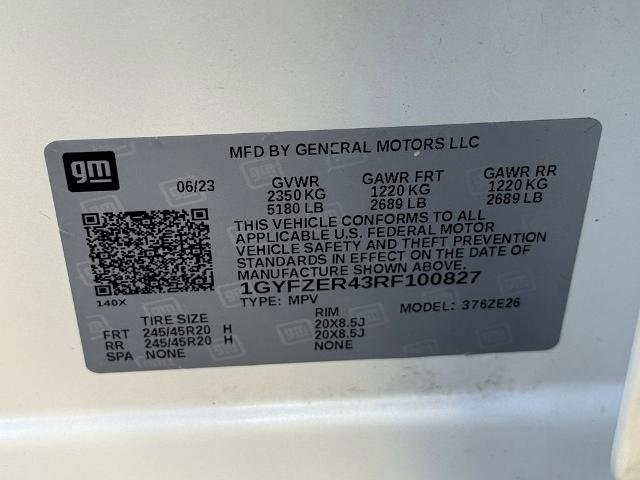 gm
MFD BY GENERAL MOTORS LLC
06/23 GVWR GAWR FRT GAWR RR
2350 KG 1220 KG 1220 KG
5180 LB 2689 LB 2689 LB
THIS VEHICLE CONFORMS TO ALL
APPLICABLE U.S. FEDERAL MOTOR
VEHICLE SAFETY AND THEFT PREVENTION
STANDARDS IN EFFECT ON THE DATE OF
MANUFACTURE SHOWN ABOVE.
1GYFZER43RF100827
140X TYPE: MPV MODEL: 376ZE26
TIRE SIZE RIM
FRT 245/45R20 H 20X8.5J
RR 245/45R20 H 20X8.5J
SPA NONE NONE